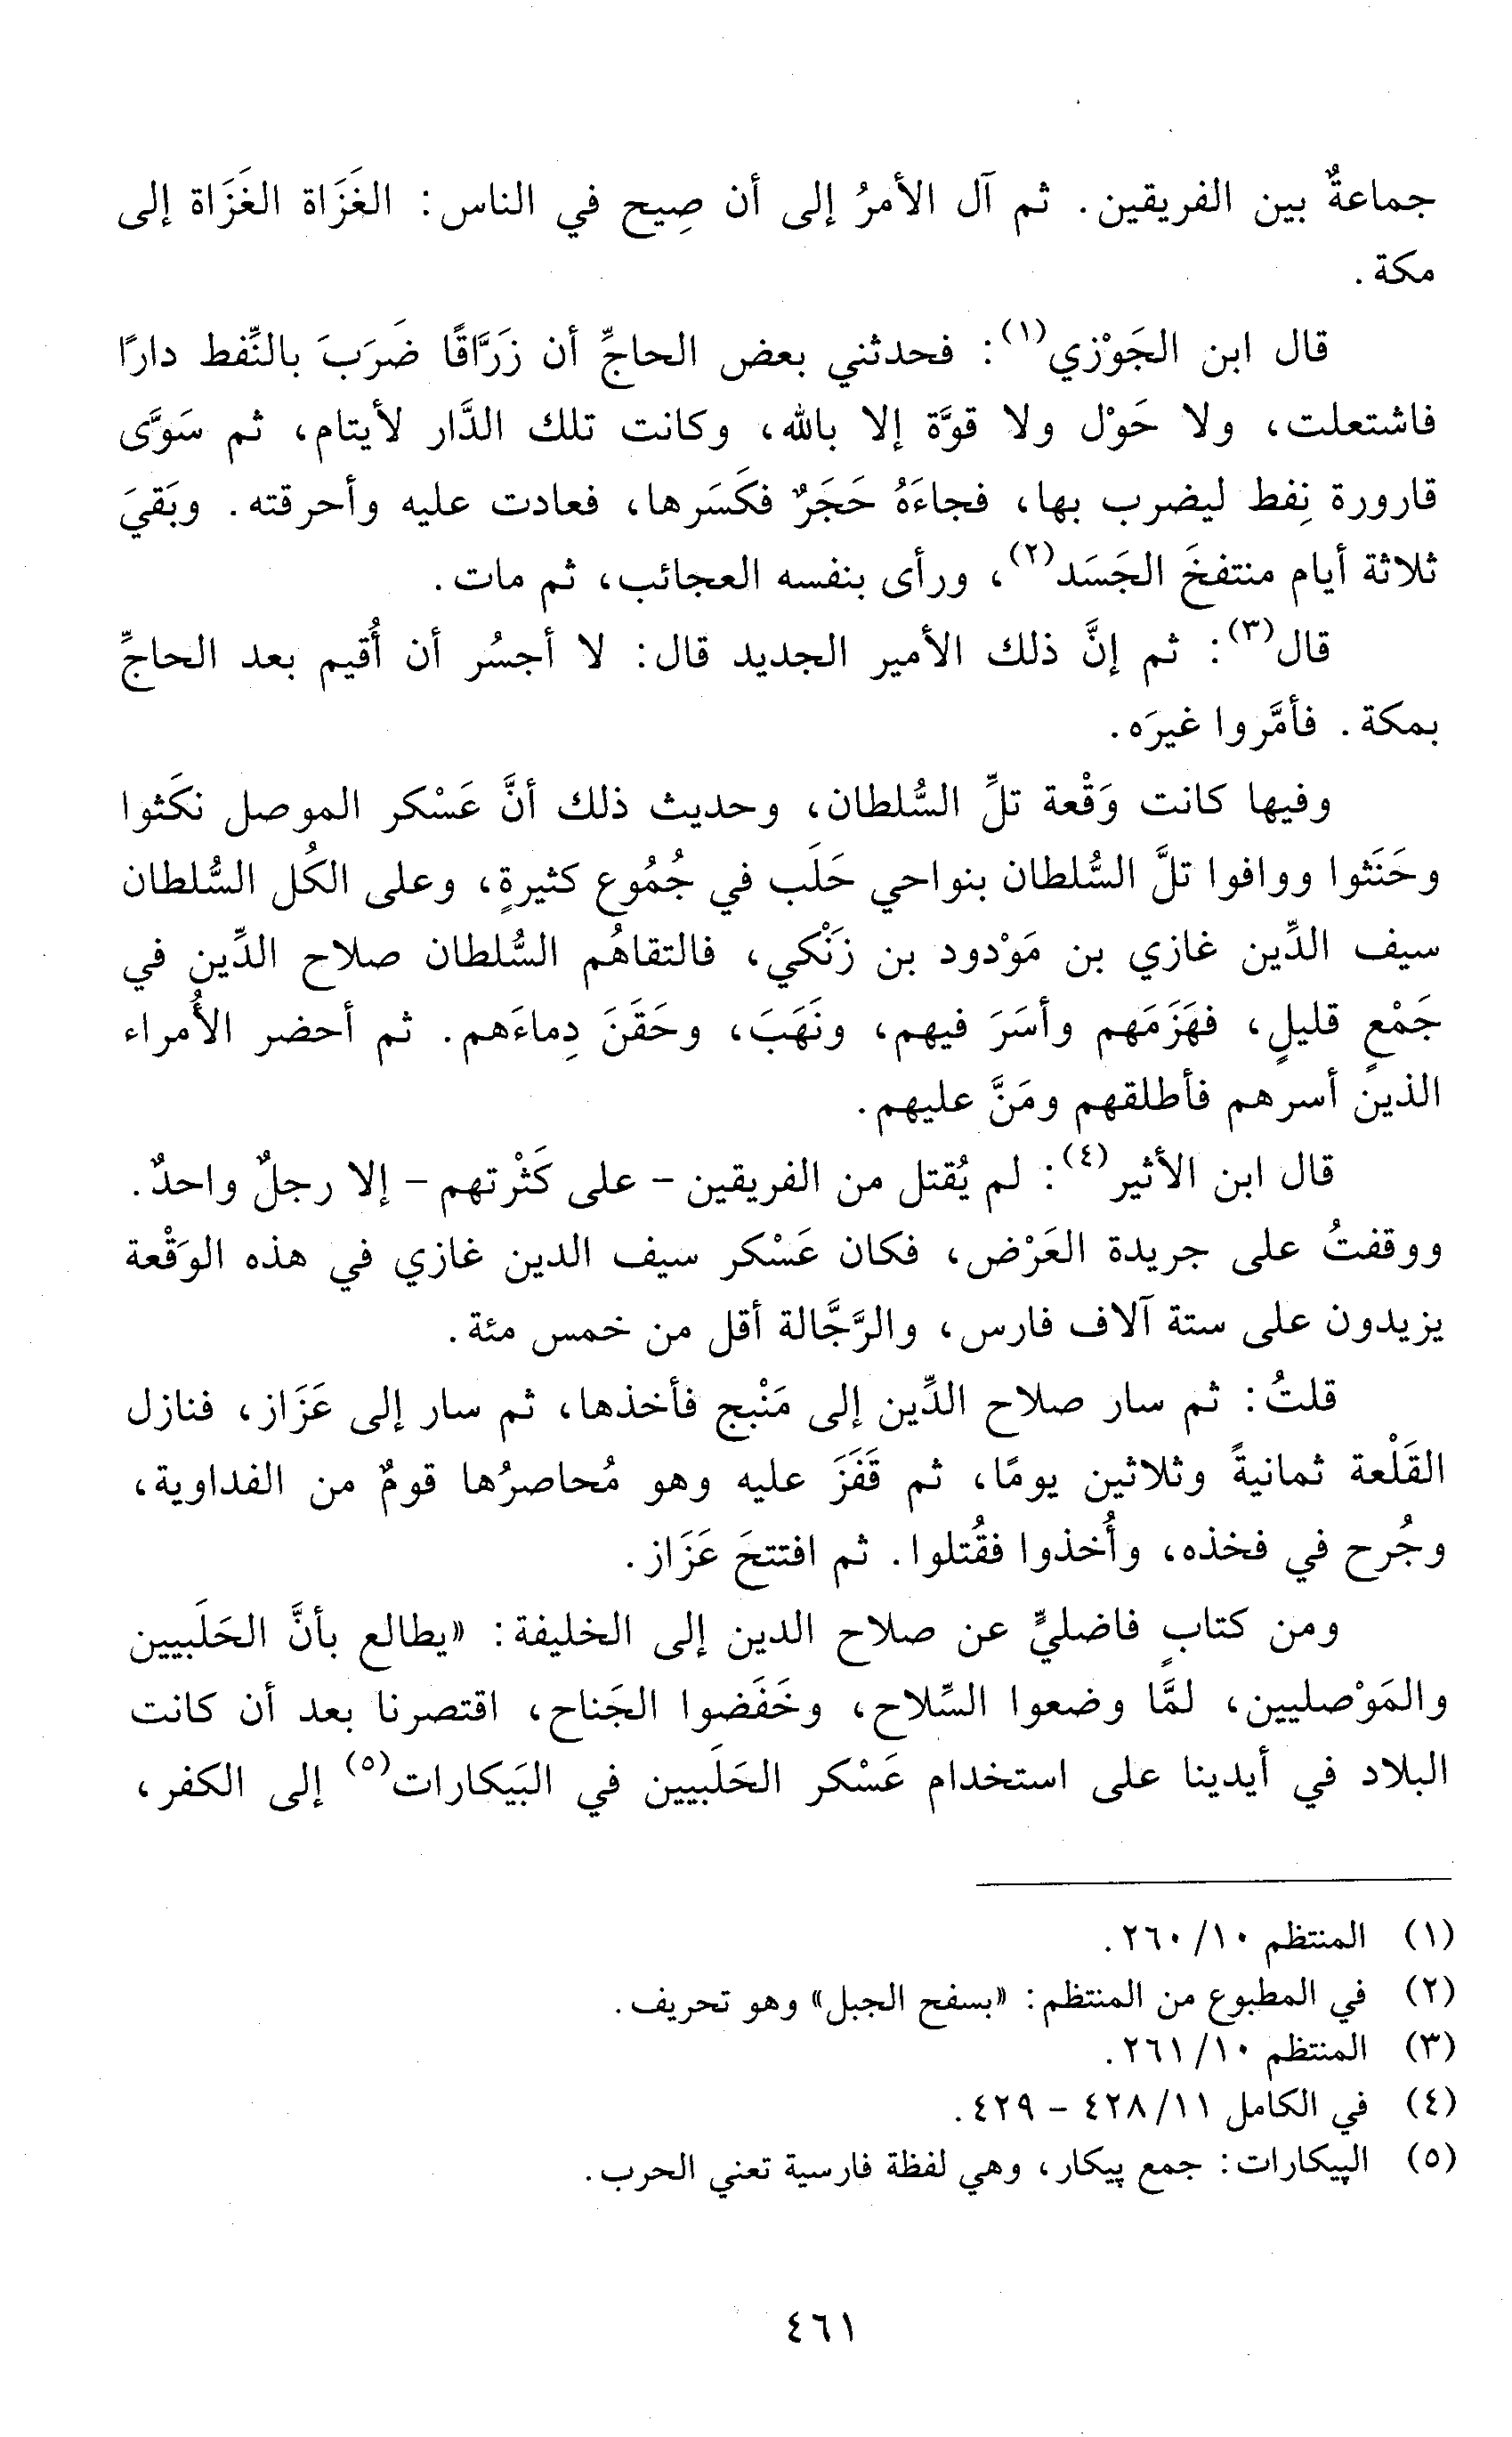 جماعةٌ بين الفريقين. ثم آل الأمرُ إلى أن صِيح في الناس: الغَزَاة الغَزَاة إلى
مكة.
قال ابن الجَوْزي(١): فحدثني بعض الحاجِّ أن زَرَّاقًا ضَرَبَ بالنِّفط دارًا
فاشتعلت، ولا حَوْل ولا قوَّة إلا بالله، وكانت تلك الدَّار لأيتام، ثم سَوَّى
قارورة نِفط ليضرب بها، فجاءَهُ حَجَرٌ فكَسَرها، فعادت عليه وأحرقته. وبَقيَ
ثلاثة أيام منتفخَ الجَسَد(٢)، ورأى بنفسه العجائب، ثم مات.
قال(٣): ثم إنَّ ذلك الأمير الجديد قال: لا أجسُر أن أُقيم بعد الحاجِّ
بمكة. فأمَّروا غيرَه.
وفيها كانت وَقْعة تلِّ السُّلطان، وحديث ذلك أنَّ عَسْكر الموصل نكَثوا
وحَنَثوا ووافوا تلَّ السُّلطان بنواحي حَلَب في جُمُوع كثيرةٍ، وعلى الكُل السُّلطان
سيف الدِّين غازي بن مَوْدود بن زَنْكي، فالتقاهُم السُّلطان صلاح الدِّين في
جَمْعٍ قليلٍ، فهَزَمَهم وأسَرَ فيهم، ونَهَبَ، وحَقَنَ دِماءَهم. ثم أحضر الأُمراء
الذين أسرهم فأطلقهم ومَنَّ عليهم.
قال ابن الأثير(٤): لم يُقتل من الفريقين - على كَثْرتهم - إلا رجلٌ واحدٌ.
ووقفتُ على جريدة العَرْض، فكان عَسْكر سيف الدين غازي في هذه الوَقْعة
يزيدون على ستة آلاف فارس، والرَّجَّالة أقل من خمس مئة.
قلتُ: ثم سار صلاح الدِّين إلى مَنْبج فأخذها، ثم سار إلى عَزَاز، فنازل
القَلْعة ثمانيةً وثلاثين يومًا، ثم قَفَزَ عليه وهو مُحاصرُها قومٌ من الفداوية،
وجُرح في فخذه، وأُخذوا فقُتلوا. ثم افتتحَ عَزَاز.
ومن كتابٍ فاضليٍّ عن صلاح الدين إلى الخليفة: «يطالع بأنَّ الحَلَبيين
والمَوْصليين، لمَّا وضعوا السِّلاح، وخَفَضوا الجَناح، اقتصرنا بعد أن كانت
البلاد في أيدينا على استخدام عَسْكر الحَلَبيين في البَيكارات(٥) إلى الكفر،
(١) المنتظم ١٠/ ٢٦٠.
(٢) في المطبوع من المنتظم: «بسفح الجبل» وهو تحريف.
(٣) المنتظم ١٠/ ٢٦١.
(٤) في الكامل ١١/ ٤٢٨ - ٤٢٩.
(٥) الپيكارات: جمع پيكار، وهي لفظة فارسية تعني الحرب.
٤٦١